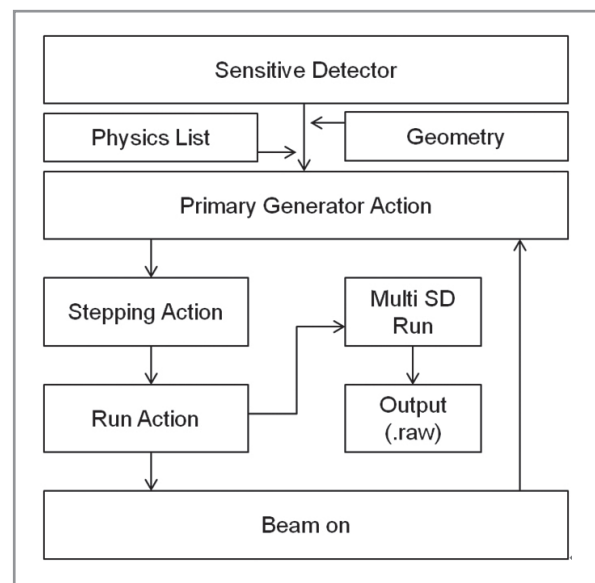 Sensitive Detector
Physics List
Geometry
Primary Generator Action
Stepping Action
Multi SD
Run
Run Action
Output
(.raw)
Beam on